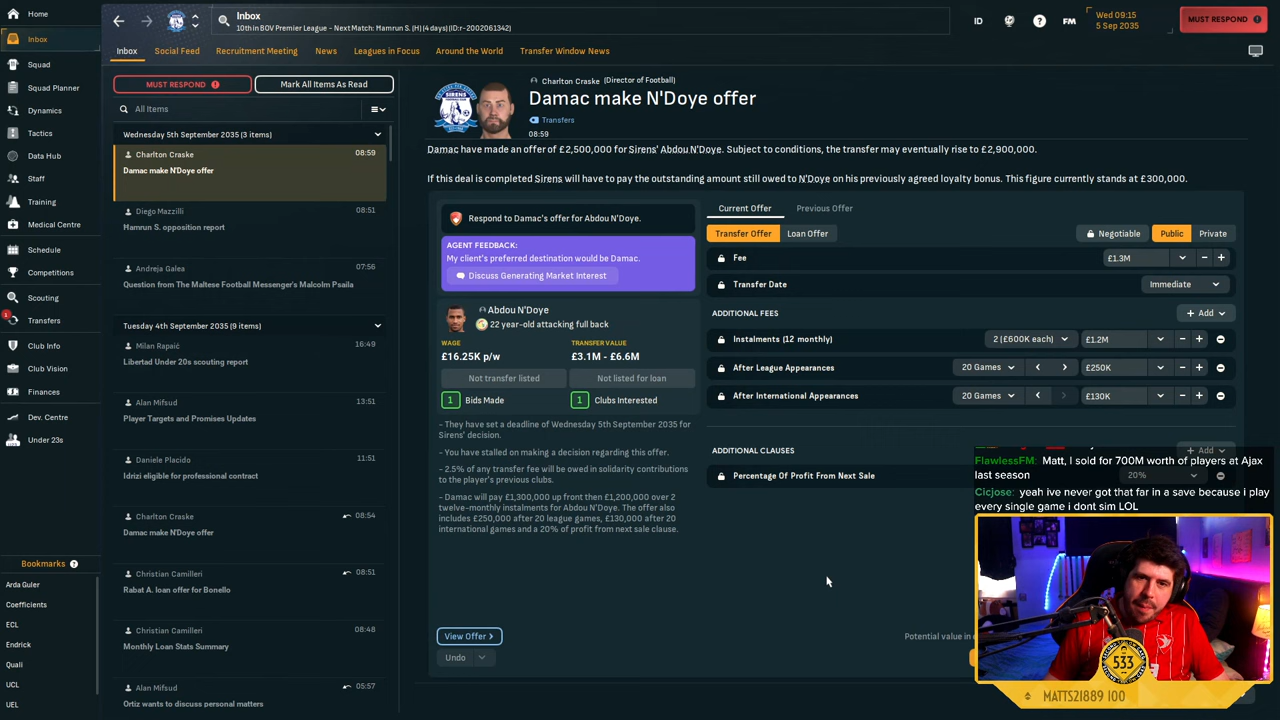 Home
Inbox
10th in BOV Premier League - Next Match: Hamrun S. (H) (4 days) (ID:r-2002061342)
ID
FM
Wed 09:15
5 Sep 2035
MUST RESPOND
Inbox
Inbox
Social Feed
Recruitment Meeting
News
Leagues in Focus
Around the World
Transfer Window News
Squad
Squad Planner
Dynamics
Tactics
Data Hub
Staff
Training
Medical Centre
Schedule
Competitions
Scouting
1
Transfers
Club Info
Club Vision
Finances
Dev. Centre
Under 23s
Bookmarks
Arda Guler
Coefficients
ECL
Endrick
Quali
UCL
UEL
MUST RESPOND
Mark All Items As Read
All Items
Wednesday 5th September 2035 (3 items)
Charlton Craske
08:59
Damac make N'Doye offer
Diego Mazzilli
08:51
Hamrun S. opposition report
Andreja Galea
07:56
Question from The Maltese Football Messenger's Malcolm Psaila
Tuesday 4th September 2035 (9 items)
Milan Rapaić
16:49
Libertad Under 20s scouting report
Alan Mifsud
13:51
Player Targets and Promises Updates
Daniele Placido
11:51
Idrizi eligible for professional contract
Charlton Craske
08:54
Damac make N'Doye offer
Christian Camilleri
08:51
Rabat A. loan offer for Bonello
Christian Camilleri
08:48
Monthly Loan Stats Summary
Alan Mifsud
05:57
Ortiz wants to discuss personal matters
SIRENS
Charlton Craske (Director of Football)
Damac make N'Doye offer
Transfers
08:59
Damac have made an offer of £2,500,000 for Sirens' Abdou N'Doye. Subject to conditions, the transfer may eventually rise to £2,900,000.
If this deal is completed Sirens will have to pay the outstanding amount still owed to N'Doye on his previously agreed loyalty bonus. This figure currently stands at £300,000.
Respond to Damac's offer for Abdou N'Doye.
AGENT FEEDBACK:
My client's preferred destination would be Damac.
Discuss Generating Market Interest
Abdou N'Doye
22 year-old attacking full back
WAGE
TRANSFER VALUE
£16.25K p/w
£3.1M - £6.6M
Not transfer listed
Not listed for loan
1
Bids Made
1
Clubs Interested
- They have set a deadline of Wednesday 5th September 2035 for
Sirens' decision.
- You have stalled on making a decision regarding this offer.
- 2.5% of any transfer fee will be owed in solidarity contributions
to the player's previous clubs.
- Damac will pay £1,300,000 up front then £1,200,000 over 2
twelve-monthly instalments for Abdou N'Doye. The offer also
includes £250,000 after 20 league games, £130,000 after 20
international games and a 20% of profit from next sale clause.
View Offer
Undo
Current Offer
Previous Offer
Transfer Offer
Loan Offer
Negotiable
Public
Private
Fee
£1.3M
Transfer Date
Immediate
ADDITIONAL FEES
Add
Instalments (12 monthly)
2 (£600K each)
£1.2M
After League Appearances
20 Games
£250K
After International Appearances
20 Games
£130K
ADDITIONAL CLAUSES
Add
Percentage Of Profit From Next Sale
20%
Potential value in
FlawlessFM: Matt, I sold for 700M worth of players at Ajax
last season
Cicjose: yeah ive never got that far in a save because i play
every single game i dont sim LOL
533
MATTS21889 100